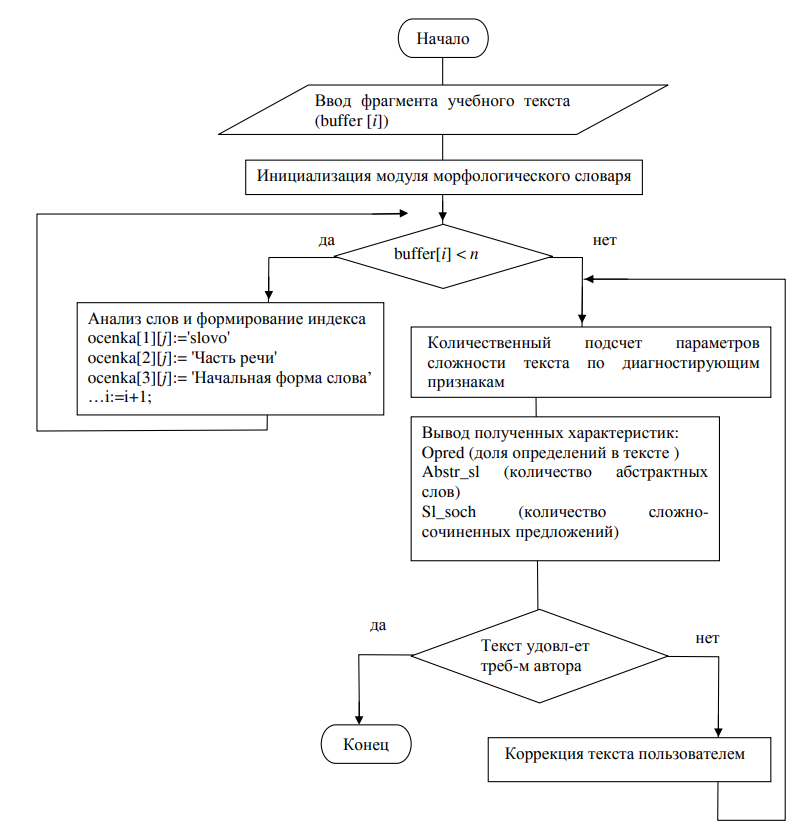 Начало
Ввод фрагмента учебного текста
(buffer [i])
Инициализация модуля морфологического словаря
да
buffer[i] < n
нет
Анализ слов и формирование индекса
ocenka[1][j]:='slovo'
ocenka[2][j]:= 'Часть речи'
ocenka[3][j]:= 'Начальная форма слова’
…i:=i+1;
Количественный подсчет параметров
сложности текста по диагностирующим
признакам
Вывод полученных характеристик:
Opred (доля определений в тексте )
Abstr_sl (количество абстрактных
слов)
Sl_soch (количество сложно-
сочиненных предложений)
да
Текст удовл-ет
треб-м автора
нет
Конец
Коррекция текста пользователем